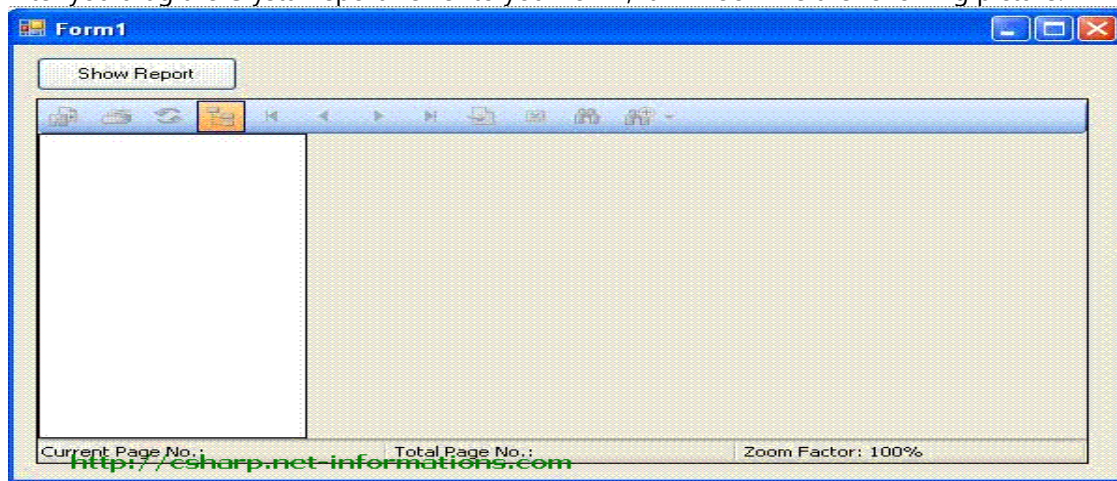 Form1
Show Report
Current Page No.: Total Page No.: Zoom Factor: 100%
http://csharp.net-informations.com